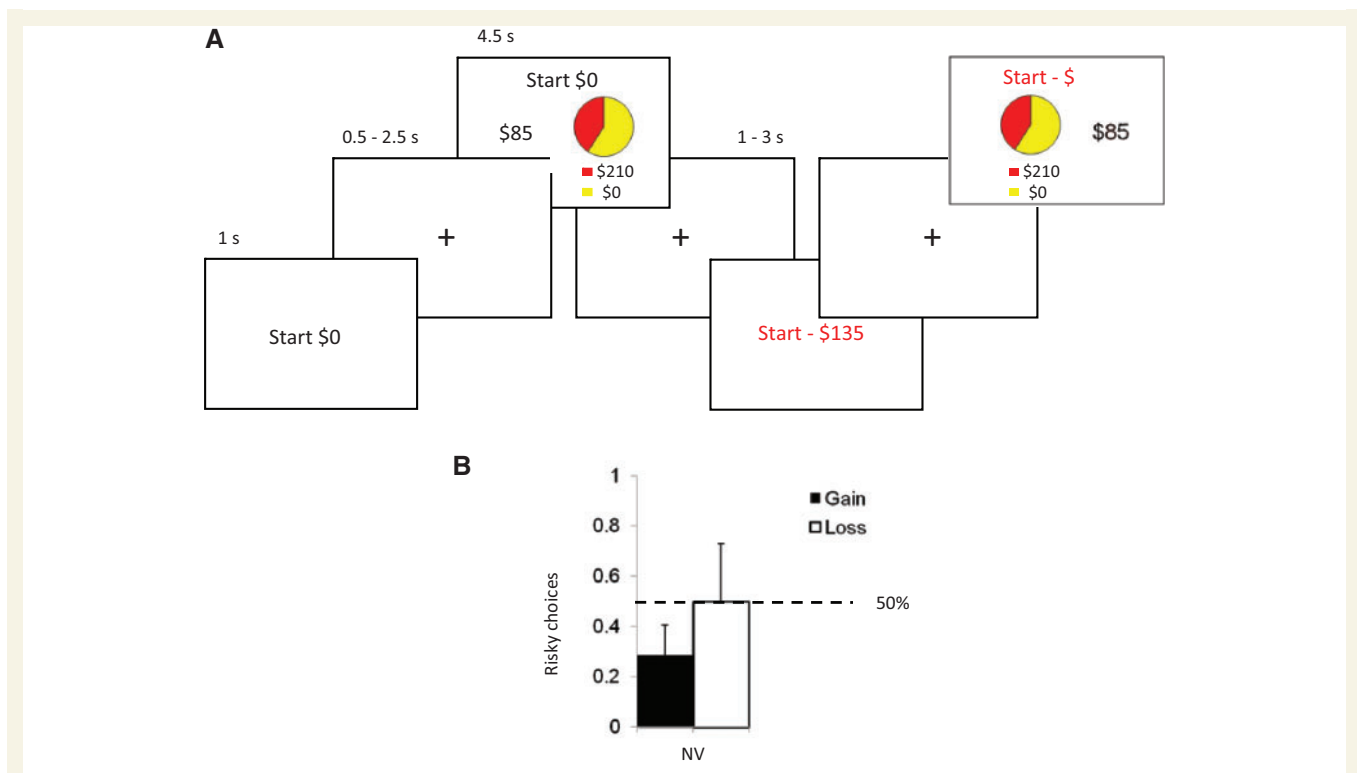 A
4.5 s
Start $0
$85
$210
$0
0.5 - 2.5 s
+
1 s
Start $0
1 - 3 s
+
Start - $135
+
Start - $
$85
$210
$0
B
1
0.8
0.6
0.4
0.2
0
Risky choices
Gain
Loss
50%
NV